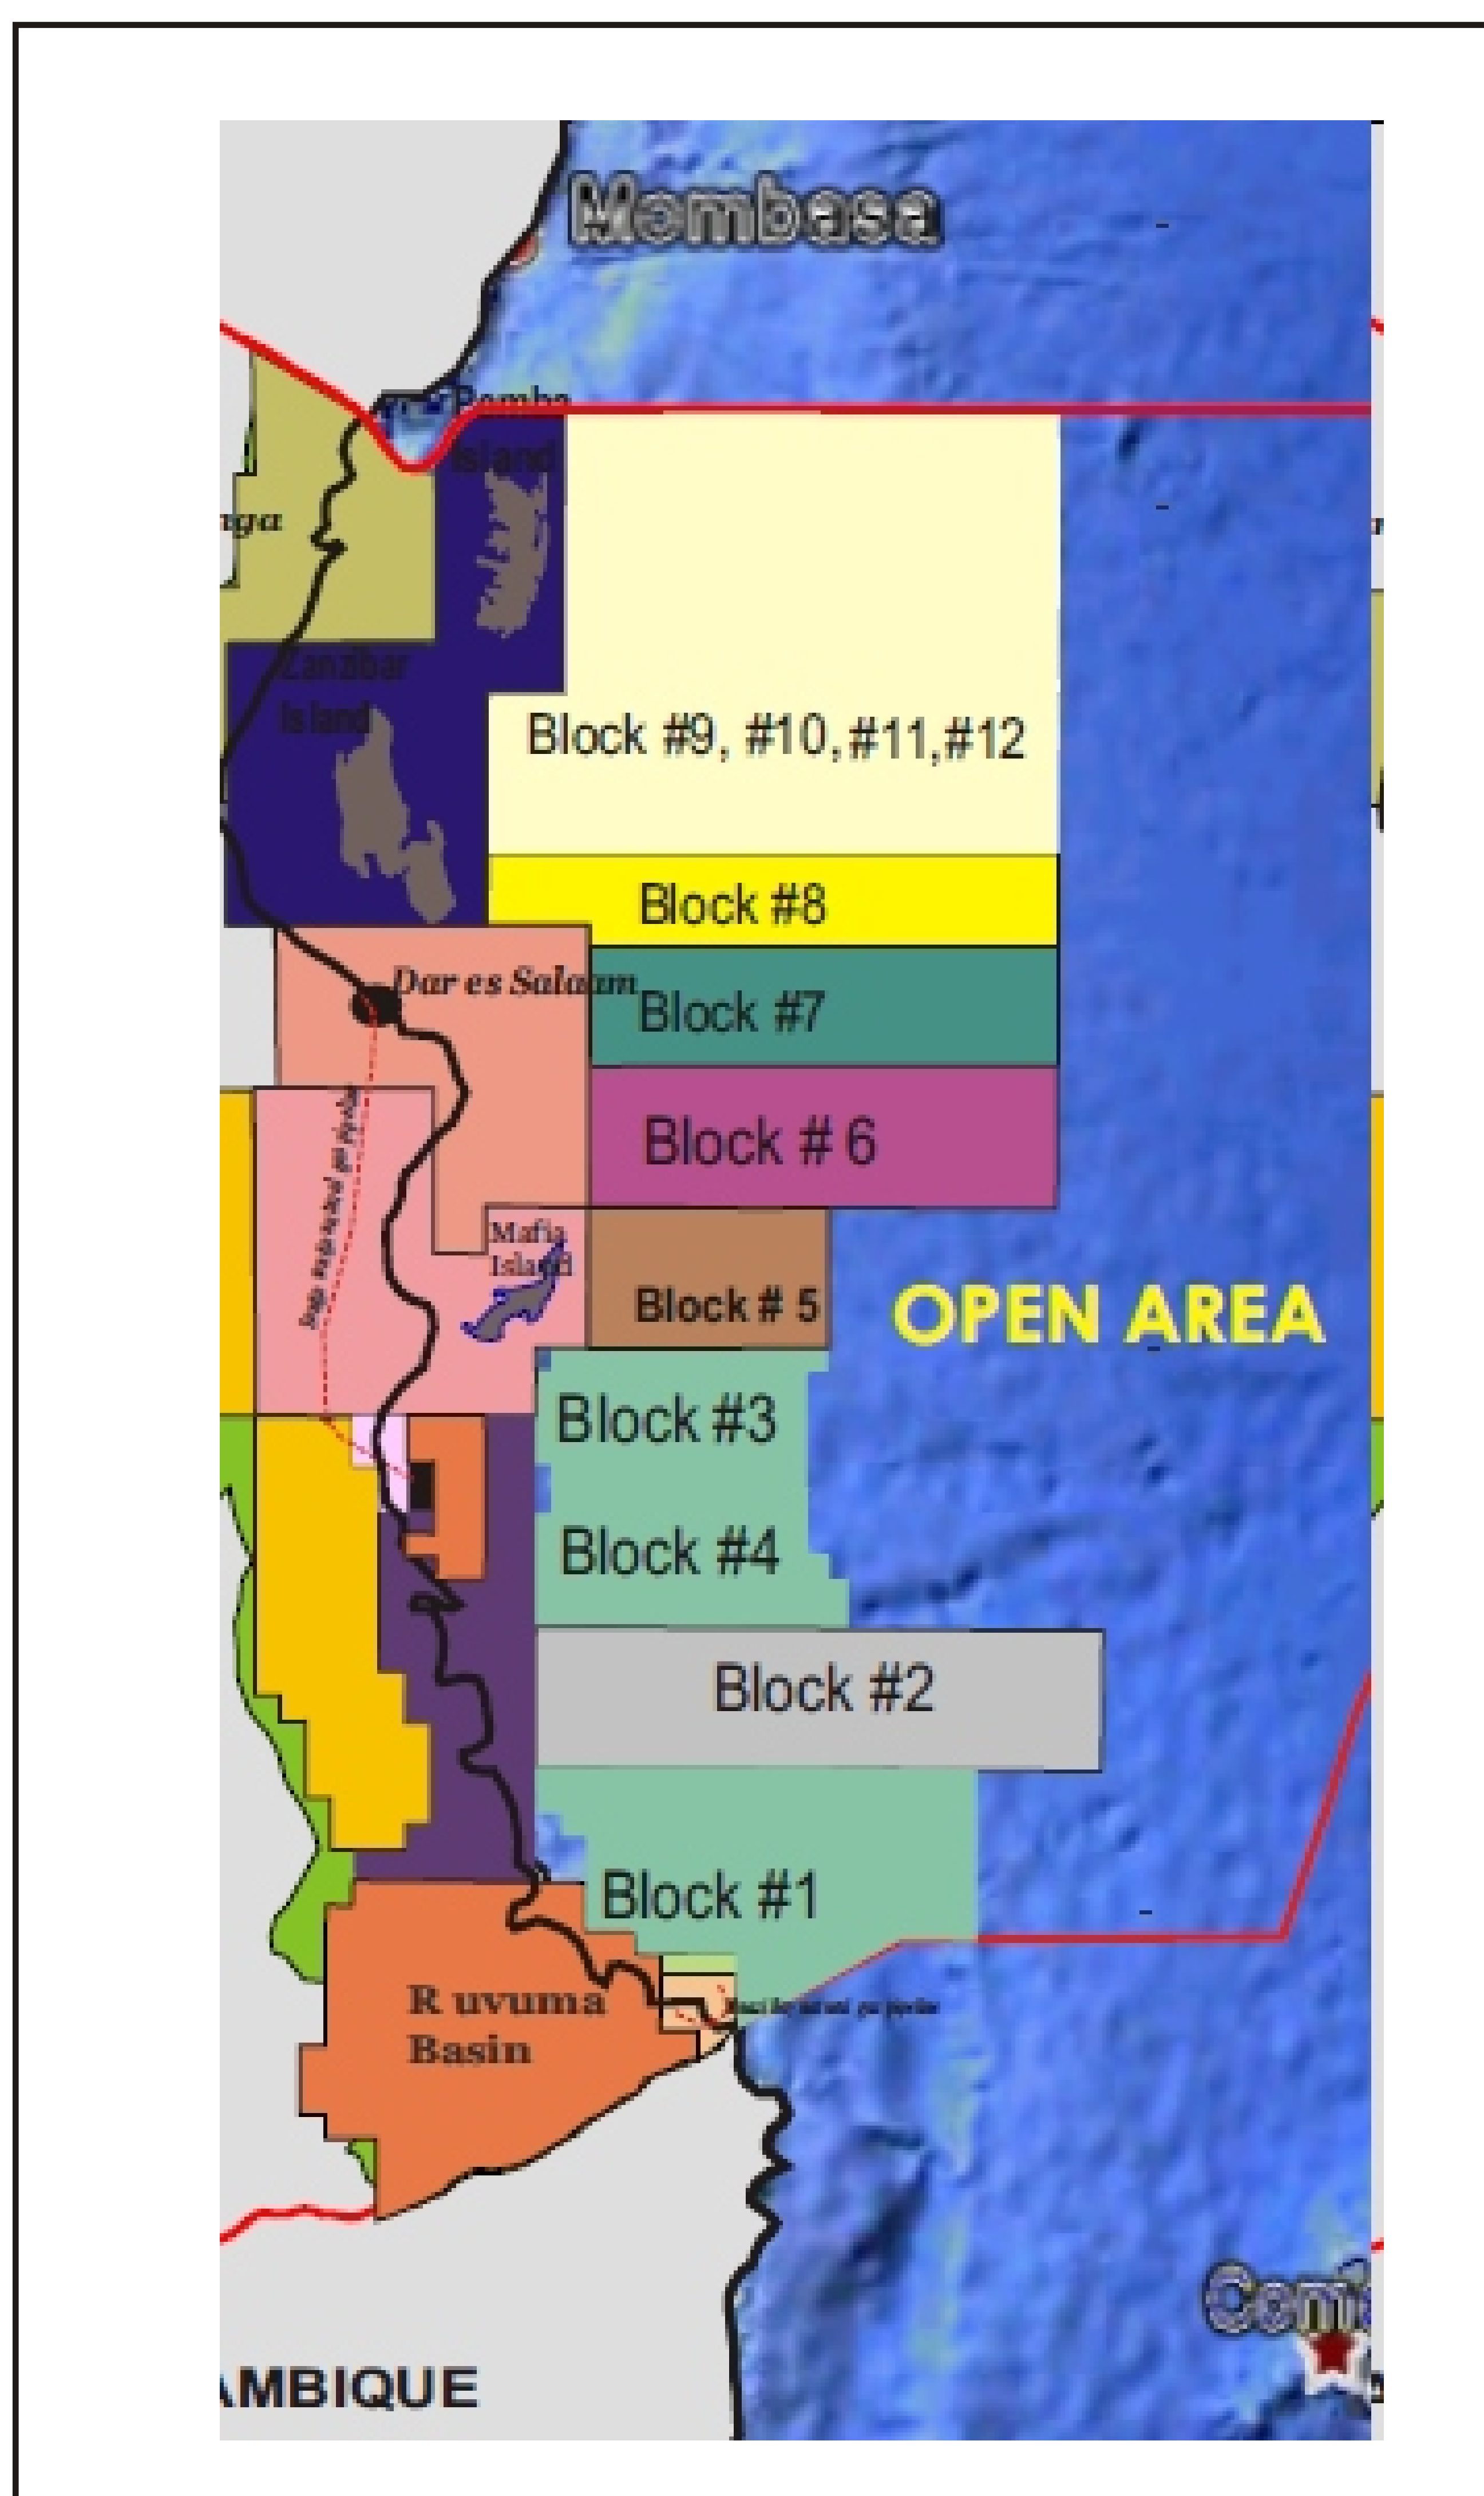 Mombasa
Pemba
Island
nga
Zanzibar
Island
Block #9, #10, #11, #12
Block #8
Dar es Salaam
Block #7
Block # 6
Mafia
Island
Block # 5
OPEN AREA
Block #3
Block #4
Block #2
Block #1
R uvuma
Basin
AMBIQUE